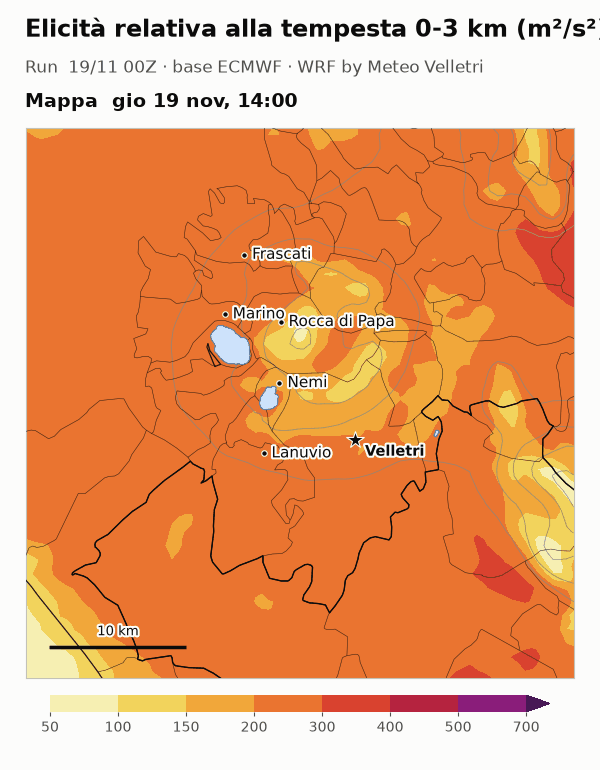 Elicità relativa alla tempesta 0-3 km (m²/s²)
Run 19/11 00Z · base ECMWF · WRF by Meteo Velletri
Mappa gio 19 nov, 14:00
Frascati
Marino
Rocca di Papa
Nemi
Lanuvio
Velletri
10 km
50 100 150 200 300 400 500 700